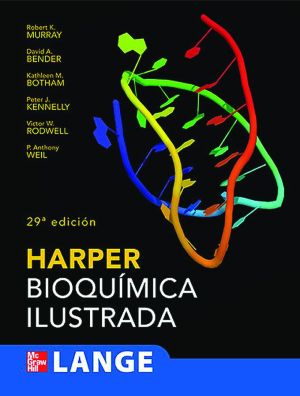 Robert K.
MURRAY
David A.
BENDER
Kathleen M.
BOTHAM
Peter J.
KENNELLY
Victor W.
RODWELL
P. Anthony
WEIL
29ª edición
HARPER
BIOQUÍMICA
ILUSTRADA
Mc
Graw
Hill
LANGE